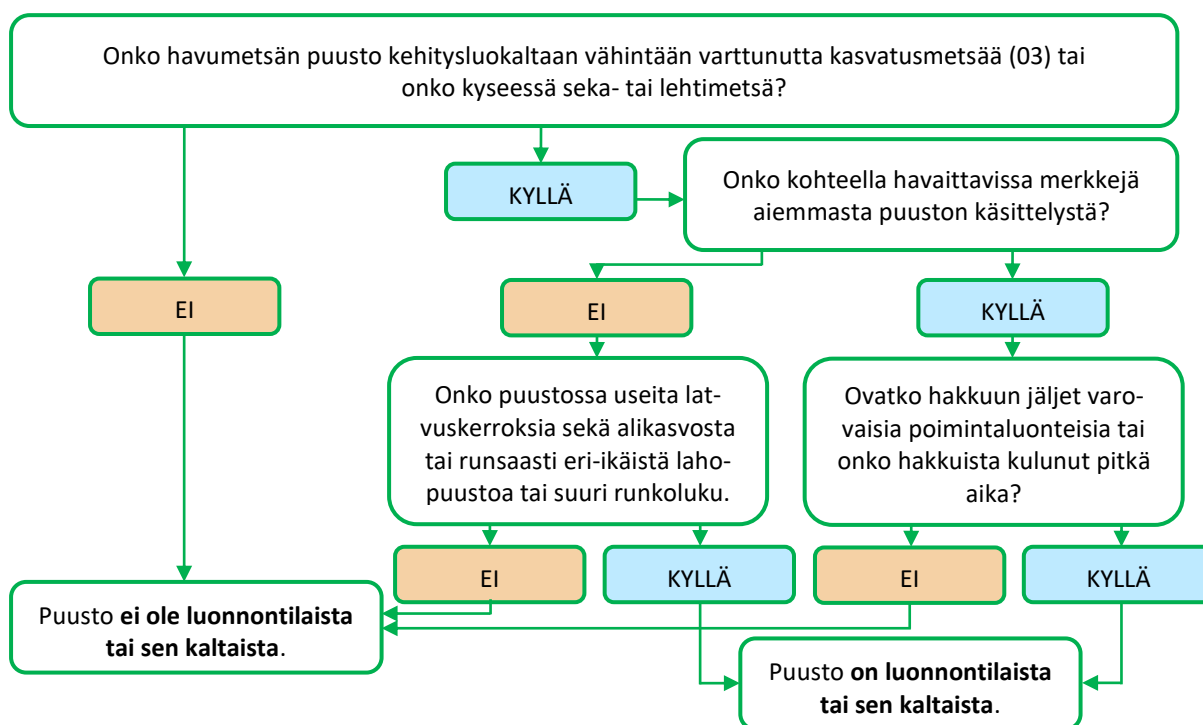 Onko havumetsän puusto kehitysluokaltaan vähintään varttunutta kasvatusmetsää (03) tai
onko kyseessä seka- tai lehtimetsä?
KYLLÄ
Onko kohteella havaittavissa merkkejä
aiemmasta puuston käsittelystä?
EI
EI
KYLLÄ
Onko puustossa useita lat-
vuskerroksia sekä alikasvosta
tai runsaasti eri-ikäistä laho-
puustoa tai suuri runkoluku.
Ovatko hakkuun jäljet varo-
vaisia poimintaluonteisia tai
onko hakkuista kulunut pitkä
aika?
EI
KYLLÄ
EI
KYLLÄ
Puusto ei ole luonnontilaista
tai sen kaltaista.
Puusto on luonnontilaista
tai sen kaltaista.